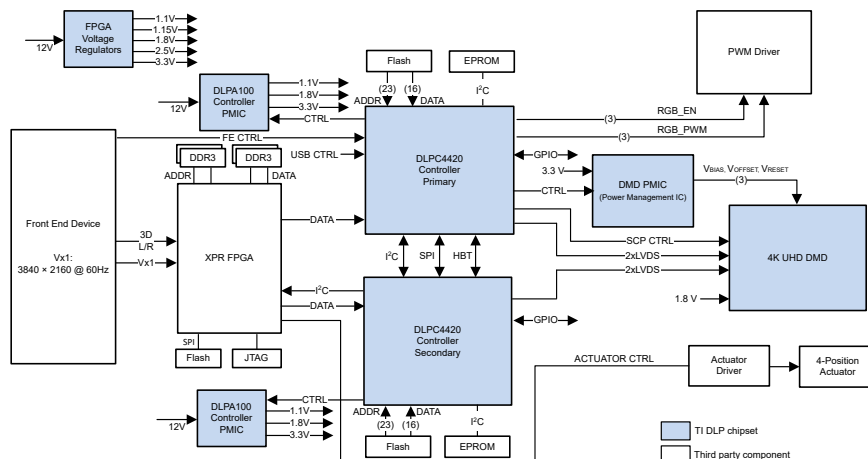 FPGA
Voltage
Regulators
12V
1.1V
1.15V
1.8V
2.5V
3.3V
DLPA100
Controller
PMIC
12V
1.1V
1.8V
3.3V
CTRL
Flash
(23)
(16)
ADDR
DATA
EPROM
I²C
PWM Driver
RGB_EN
(3)
RGB_PWM
(3)
FE CTRL
USB CTRL
DLPC4420
Controller
Primary
GPIO
3.3 V
CTRL
DMD PMIC
(Power Management IC)
VBIAS, VOFFSET, VRESET
(3)
DDR3
DDR3
ADDR
DATA
Front End Device
Vx1:
3840 × 2160 @ 60Hz
3D
L/R
Vx1
XPR FPGA
DATA
SCP CTRL
2xLVDS
2xLVDS
4K UHD DMD
1.8 V
I²C
SPI
HBT
I²C
DATA
DLPC4420
Controller
Secondary
GPIO
SPI
Flash
JTAG
ACTUATOR CTRL
Actuator
Driver
4-Position
Actuator
DLPA100
Controller
PMIC
12V
CTRL
1.1V
1.8V
3.3V
ADDR
DATA
(23)
(16)
Flash
I²C
EPROM
TI DLP chipset
Third party component